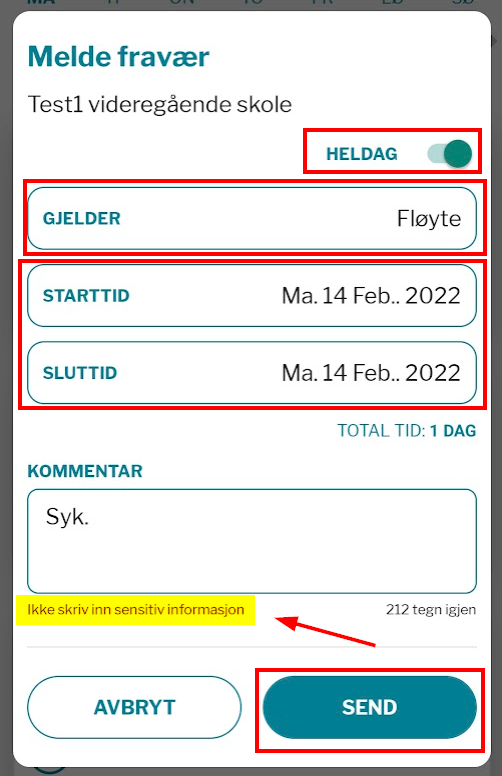 Melde fravær
Test1 videregående skole
HELDAG
GJELDER Fløyte
STARTTID Ma. 14 Feb.. 2022
SLUTTID Ma. 14 Feb.. 2022
TOTAL TID: 1 DAG
KOMMENTAR
Syk.
Ikke skriv inn sensitiv informasjon 212 tegn igjen
AVBRYT SEND